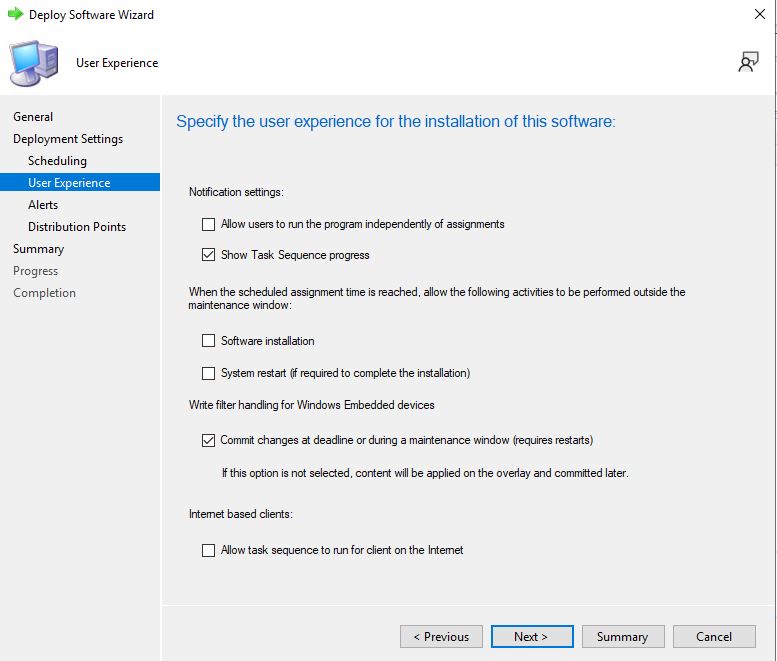 Deploy Software Wizard
User Experience
General
Deployment Settings
Scheduling
User Experience
Alerts
Distribution Points
Summary
Progress
Completion
Specify the user experience for the installation of this software:
Notification settings:
Allow users to run the program independently of assignments
Show Task Sequence progress
When the scheduled assignment time is reached, allow the following activities to be performed outside the
maintenance window:
Software installation
System restart (if required to complete the installation)
Write filter handling for Windows Embedded devices
Commit changes at deadline or during a maintenance window (requires restarts)
If this option is not selected, content will be applied on the overlay and committed later.
Internet based clients:
Allow task sequence to run for client on the Internet
< Previous
Next >
Summary
Cancel